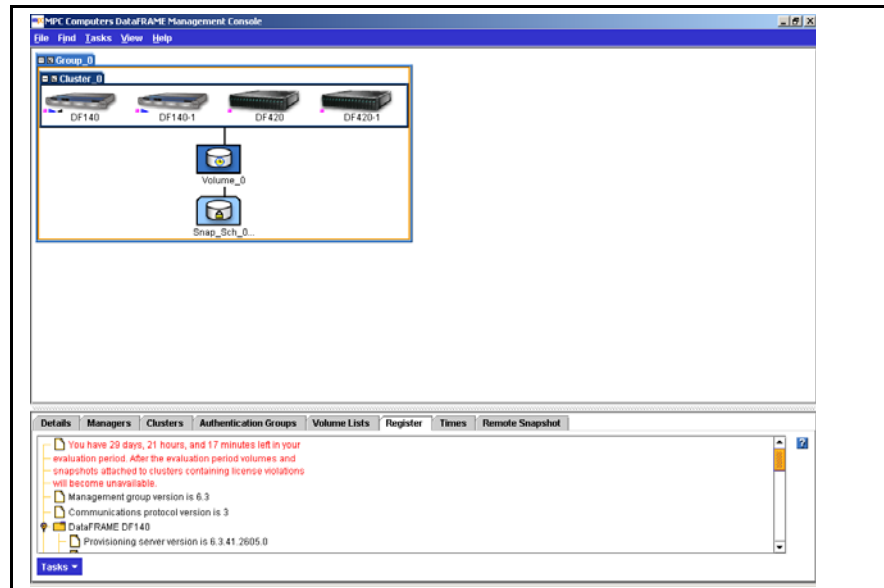 MPC Computers DataFRAME Management Console
File Find Tasks View Help
Group_0
Cluster_0
DF140 DF140-1 DF420 DF420-1
Volume_0
Snap_Sch_0...
Details Managers Clusters Authentication Groups Volume Lists Register Times Remote Snapshot
You have 29 days, 21 hours, and 17 minutes left in your
evaluation period. After the evaluation period volumes and
snapshots attached to clusters containing license violations
will become unavailable.
Management group version is 6.3
Communications protocol version is 3
DataFRAME DF140
Provisioning server version is 6.3.41.2605.0
Tasks